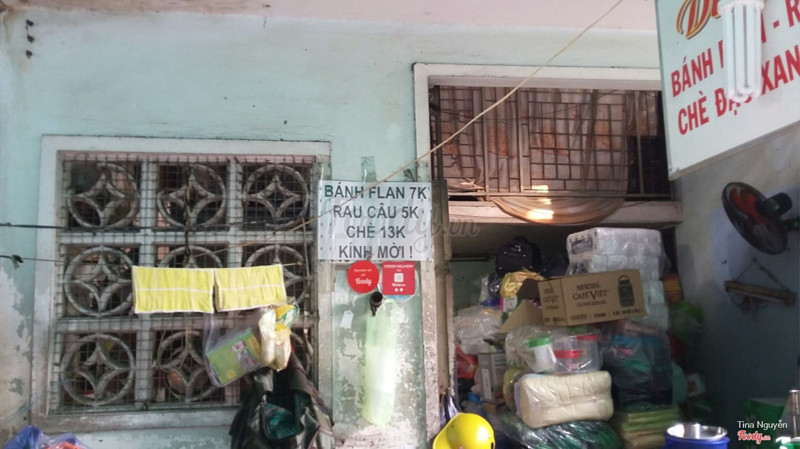 BÁNH FLAN 7K
RAU CÂU 5K
CHÈ 13K
KÍNH MỜI !
BÁNH
CHÈ ĐẬU XAN
Foody
NESCAFÉ
CAFÉ VIỆT
Tina Nguyễn
Foody.vn